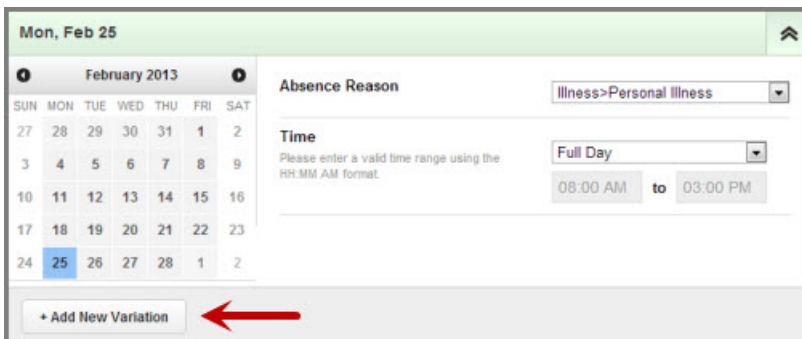 Mon, Feb 25
February 2013
SUN MON TUE WED THU FRI SAT
27 28 29 30 31 1 2
3 4 5 6 7 8 9
10 11 12 13 14 15 16
17 18 19 20 21 22 23
24 25 26 27 28 1 2
Absence Reason
Illness>Personal Illness
Time
Please enter a valid time range using the
HH:MM AM format.
Full Day
08:00 AM to 03:00 PM
+ Add New Variation